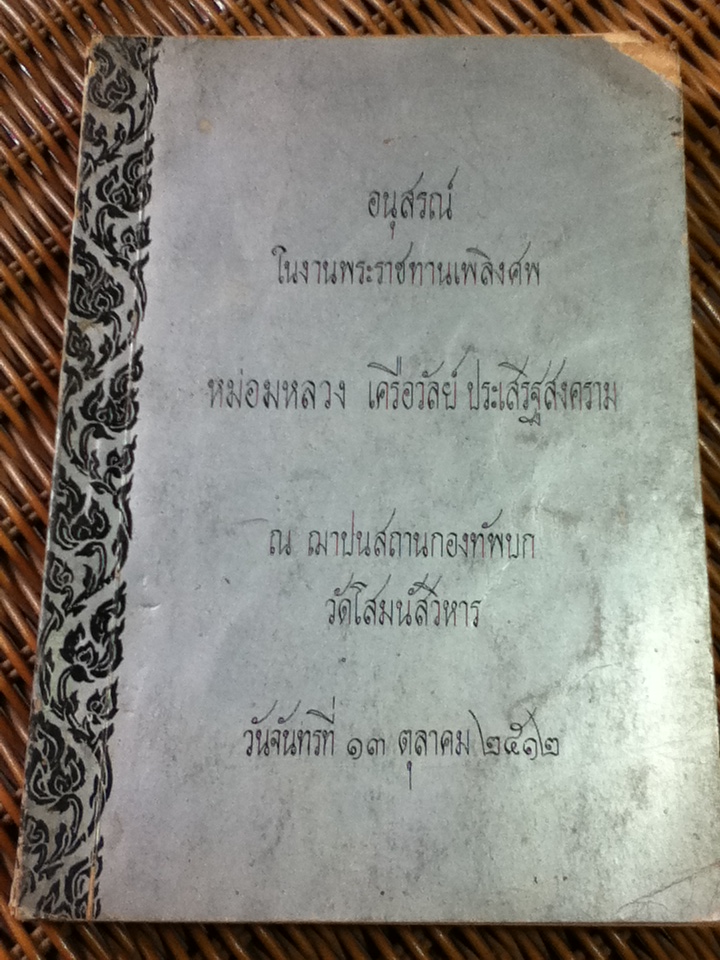 อนุสรณ์
ในงานพระราชทานเพลิงศพ
หม่อมหลวง เครือวัลย์ ประเสริฐสงคราม
ณ ฌาปนสถานกองทัพบก
วัดโสมนัสวิหาร
วันจันทร์ที่ ๑๓ ตุลาคม ๒๕๑๒